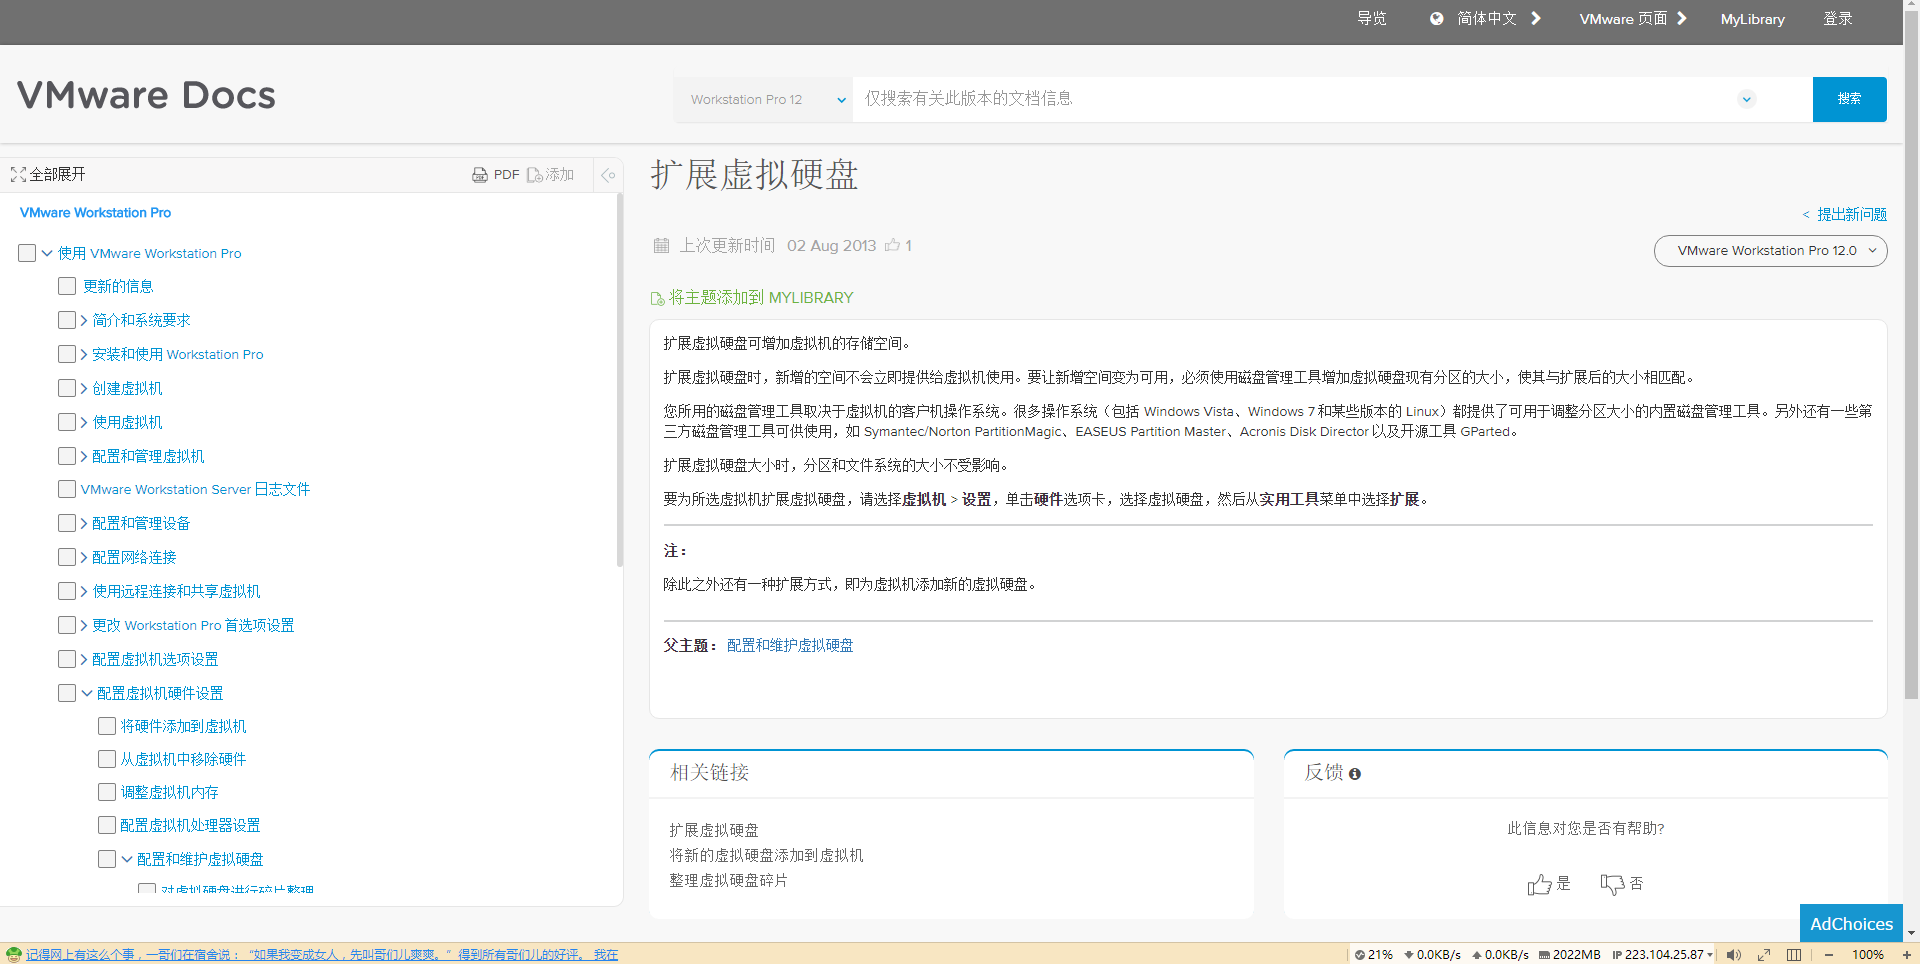 导览
简体中文
VMware 页面
MyLibrary
登录
VMware Docs
Workstation Pro 12
仅搜索有关此版本的文档信息
搜索
全部展开
PDF
添加
VMware Workstation Pro
使用 VMware Workstation Pro
更新的信息
简介和系统要求
安装和使用 Workstation Pro
创建虚拟机
使用虚拟机
配置和管理虚拟机
VMware Workstation Server 日志文件
配置和管理设备
配置网络连接
使用远程连接和共享虚拟机
更改 Workstation Pro 首选项设置
配置虚拟机选项设置
配置虚拟机硬件设置
将硬件添加到虚拟机
从虚拟机中移除硬件
调整虚拟机内存
配置虚拟机处理器设置
配置和维护虚拟硬盘
对虚拟硬盘进行碎片整理
扩展虚拟硬盘
< 提出新问题
上次更新时间 02 Aug 2013 1
VMware Workstation Pro 12.0
将主题添加到 MYLIBRARY
扩展虚拟硬盘可增加虚拟机的存储空间。
扩展虚拟硬盘时，新增的空间不会立即提供给虚拟机使用。要让新增空间变为可用，必须使用磁盘管理工具增加虚拟硬盘现有分区的大小，使其与扩展后的大小相匹配。
您所用的磁盘管理工具取决于虚拟机的客户机操作系统。很多操作系统（包括 Windows Vista、Windows 7 和某些版本的 Linux）都提供了可用于调整分区大小的内置磁盘管理工具。另外还有一些第
三方磁盘管理工具可供使用，如 Symantec/Norton PartitionMagic、EASEUS Partition Master、Acronis Disk Director 以及开源工具 GParted。
扩展虚拟硬盘大小时，分区和文件系统的大小不受影响。
要为所选虚拟机扩展虚拟硬盘，请选择虚拟机 > 设置，单击硬件选项卡，选择虚拟硬盘，然后从实用工具菜单中选择扩展。
注：
除此之外还有一种扩展方式，即为虚拟机添加新的虚拟硬盘。
父主题： 配置和维护虚拟硬盘
相关链接
扩展虚拟硬盘
将新的虚拟硬盘添加到虚拟机
整理虚拟硬盘碎片
反馈
此信息对您是否有帮助?
是
否
AdChoices
记得网上有这么个事，一哥们在宿舍说：“如果我变成女人，先叫哥们儿爽爽。”得到所有哥们儿的好评。 我在
21% 0.0KB/s 0.0KB/s 2022MB IP 223.104.25.87 100%